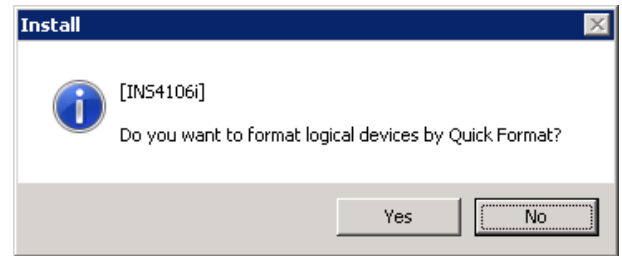 Install
[INS4106i]
Do you want to format logical devices by Quick Format?
Yes
No